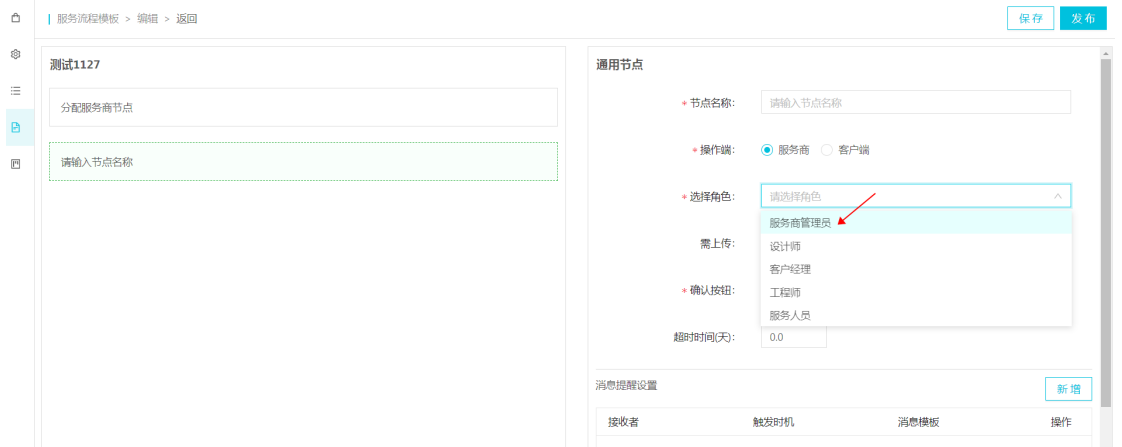 服务流程模板 > 编辑 > 返回
保存
发布
测试1127
分配服务商节点
请输入节点名称
通用节点
* 节点名称：
请输入节点名称
* 操作端：
服务商
客户端
* 选择角色：
请选择角色
服务商管理员
设计师
客户经理
工程师
服务人员
需上传：
* 确认按钮：
超时时间(天)：
0.0
消息提醒设置
新增
接收者 触发时机 消息模板 操作